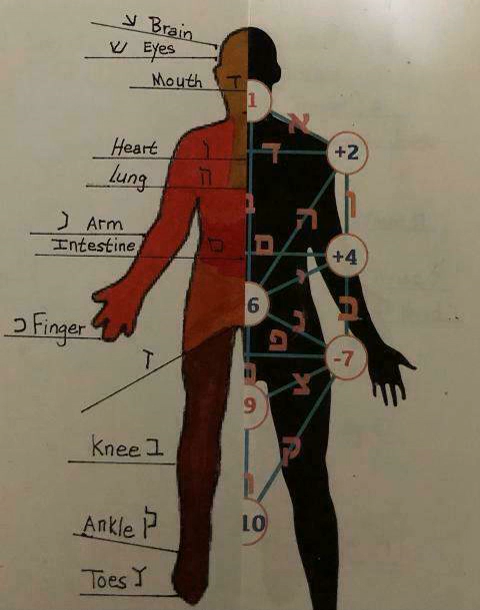 Brain
ש Eyes
Mouth
1
א
Heart ו ד +2
Lung ח
ו
ה
נ Arm
Intestine ם ם +4
י
6 ב
נ
כ Finger פ
ז -7
צ
9
Knee ב ק
Ankle ק 10
Toes